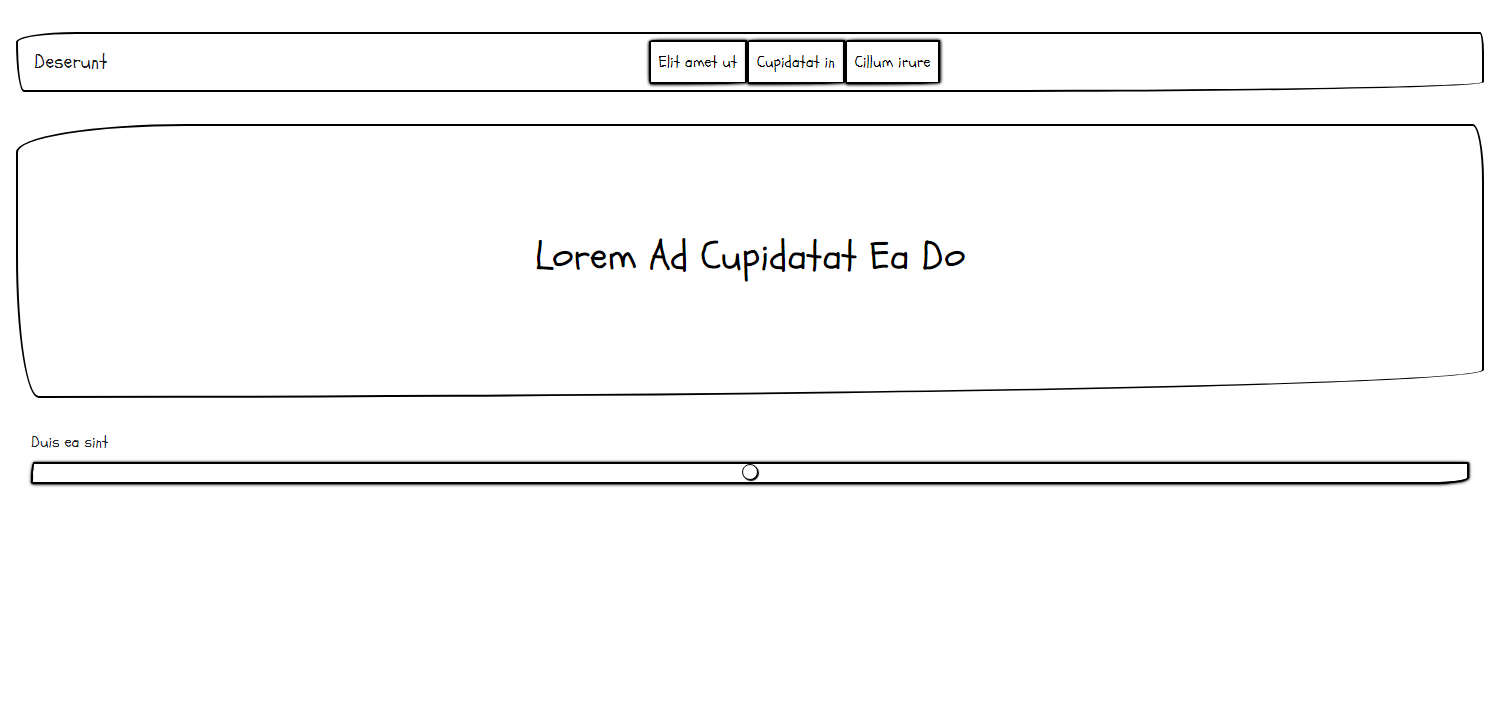 Deserunt
Elit amet ut
Cupidatat in
Cillum irure
Lorem Ad Cupidatat Ea Do
Duis ea sint